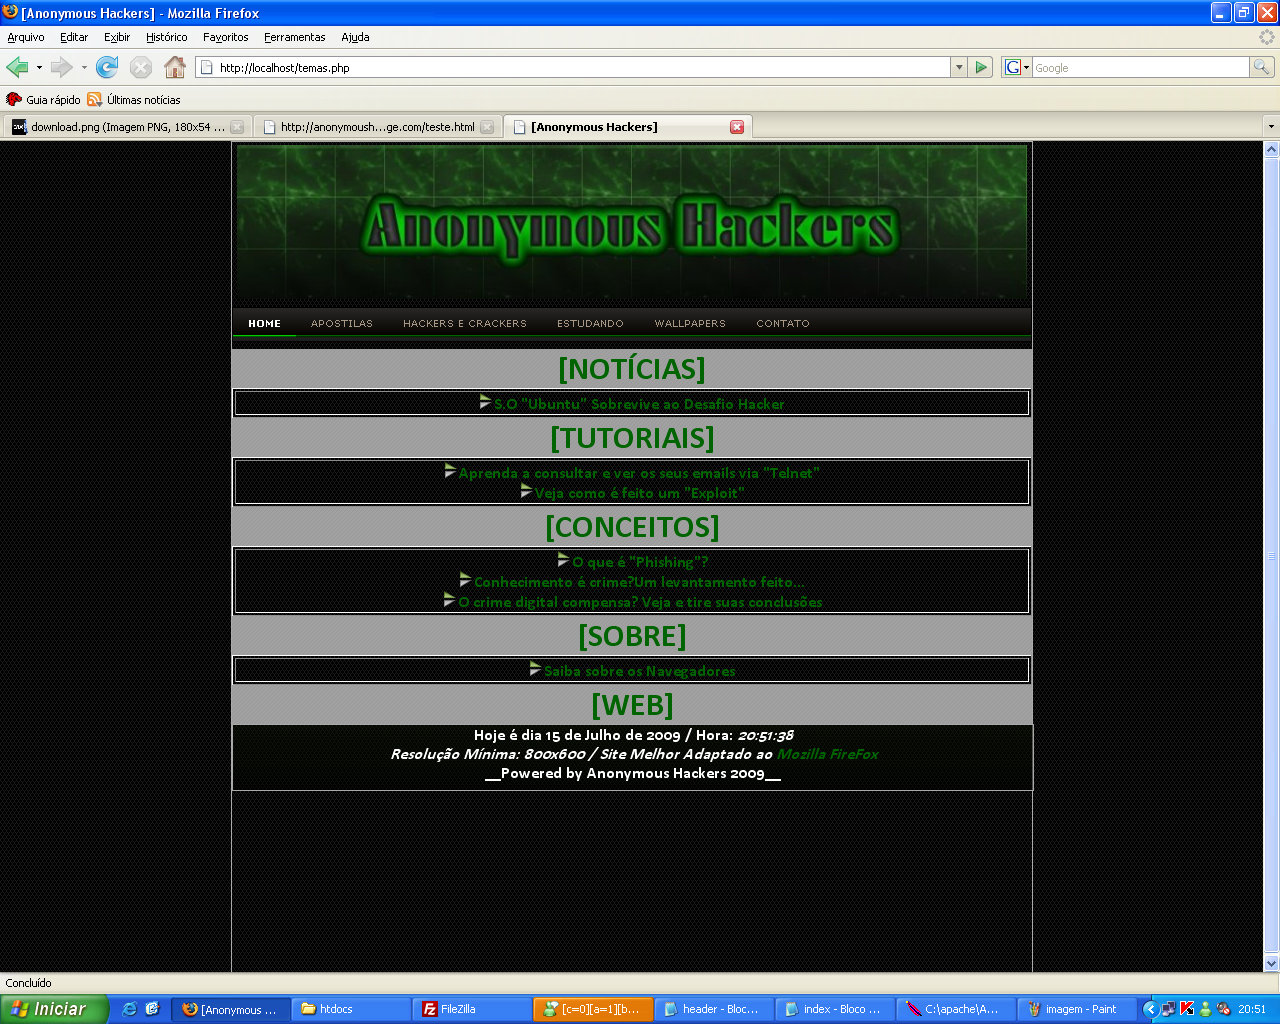 [Anonymous Hackers] - Mozilla Firefox
Arquivo Editar Exibir Histórico Favoritos Ferramentas Ajuda
http://localhost/temas.php
G Google
Guia rápido Últimas notícias
download.png (Imagem PNG, 180x54 ... http://anonymoush...ge.com/teste.html [Anonymous Hackers]
Anonymous Hackers
HOME APOSTILAS HACKERS E CRACKERS ESTUDANDO WALLPAPERS CONTATO
[NOTÍCIAS]
S.O "Ubuntu" Sobrevive ao Desafio Hacker
[TUTORIAIS]
Aprenda a consultar e ver os seus emails via "Telnet"
Veja como é feito um "Exploit"
[CONCEITOS]
O que é "Phishing"?
Conhecimento é crime?Um levantamento feito...
O crime digital compensa? Veja e tire suas conclusões
[SOBRE]
Saiba sobre os Navegadores
[WEB]
Hoje é dia 15 de Julho de 2009 / Hora: 20:51:38
Resolução Mínima: 800x600 / Site Melhor Adaptado ao Mozilla FireFox
__Powered by Anonymous Hackers 2009__
Concluído
Iniciar [Anonymous ... htdocs FileZilla [c=0][a=1][b... header - Bloc... index - Bloco ... C:\apache\A... imagem - Paint 20:51